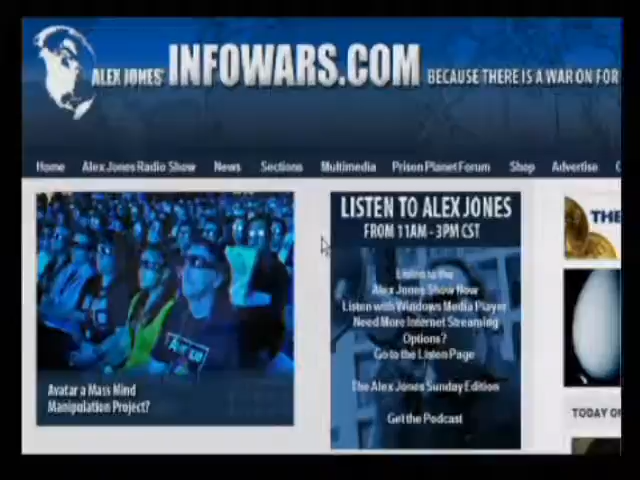 ALEX JONES' INFOWARS.COM BECAUSE THERE IS A WAR ON FOR
Home Alex Jones Radio Show News Sections Multimedia Prison Planet Forum Shop Advertise
LISTEN TO ALEX JONES
FROM 11AM - 3PM CST
Listen to the
Alex Jones Show Now
Listen with Windows Media Player
Need More Internet Streaming
Options?
Go to the Listen Page
The Alex Jones Sunday Edition
Get the Podcast
Avatar a Mass Mind
Manipulation Project?
THE
TODAY